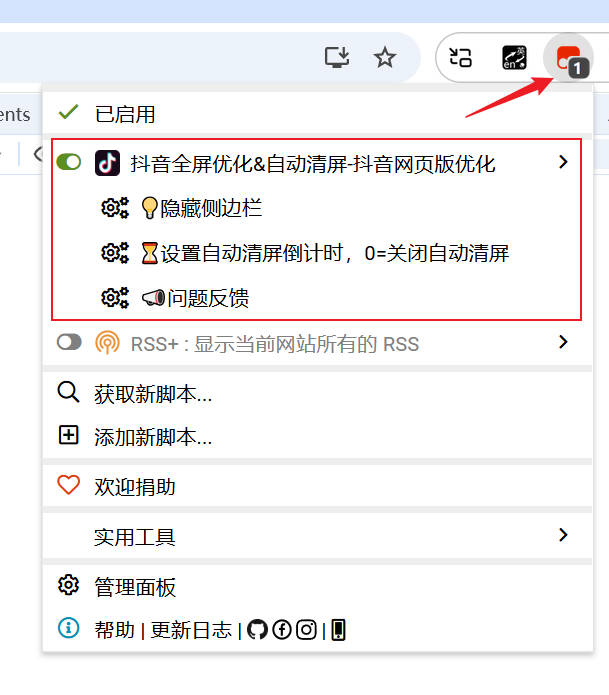 英
en
1
ents
已启用
抖音全屏优化&自动清屏-抖音网页版优化
隐藏侧边栏
设置自动清屏倒计时，0=关闭自动清屏
问题反馈
RSS+ : 显示当前网站所有的 RSS
获取新脚本...
添加新脚本...
欢迎捐助
实用工具
管理面板
帮助 | 更新日志 | |